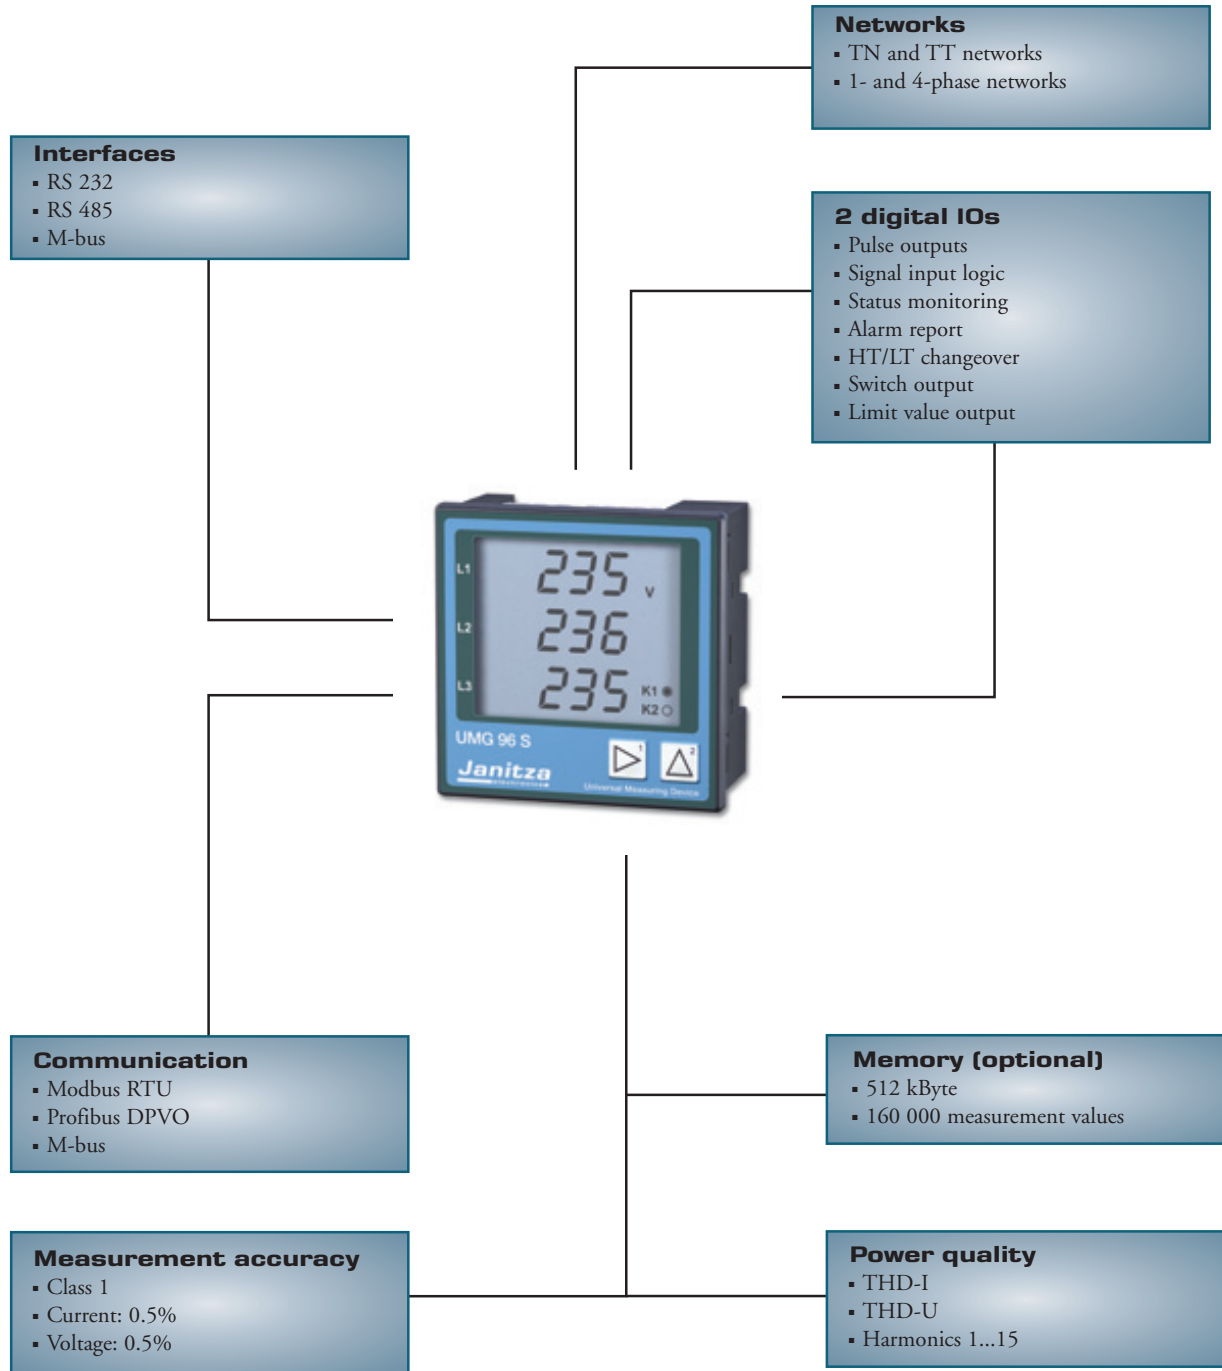 Networks
▪ TN and TT networks
▪ 1- and 4-phase networks
Interfaces
▪ RS 232
▪ RS 485
▪ M-bus
2 digital IOs
▪ Pulse outputs
▪ Signal input logic
▪ Status monitoring
▪ Alarm report
▪ HT/LT changeover
▪ Switch output
▪ Limit value output
L1 235 V
L2 236
L3 235 K1
K2
UMG 96 S
1 2
Janitza
electronics
Universal Measuring Device
Communication
▪ Modbus RTU
▪ Profibus DPVO
▪ M-bus
Memory (optional)
▪ 512 kByte
▪ 160 000 measurement values
Measurement accuracy
▪ Class 1
▪ Current: 0.5%
▪ Voltage: 0.5%
Power quality
▪ THD-I
▪ THD-U
▪ Harmonics 1...15